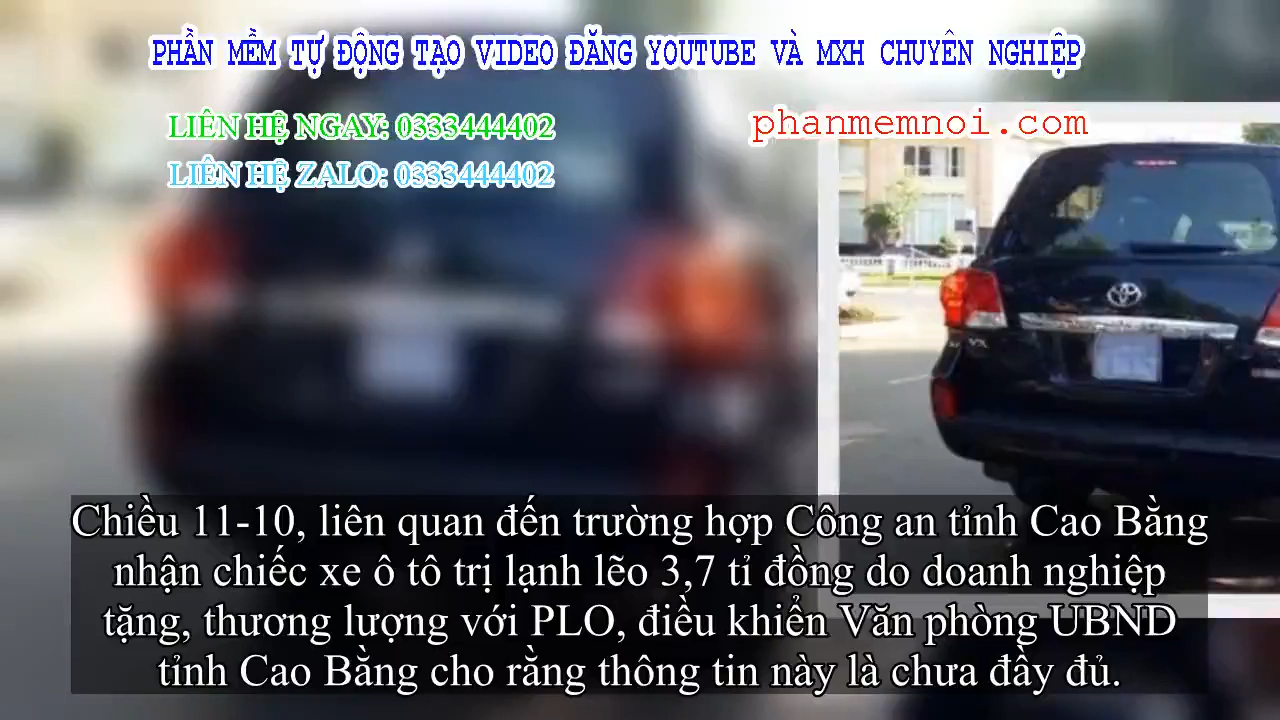 PHẦN MỀM TỰ ĐỘNG TẠO VIDEO ĐĂNG YOUTUBE VÀ MXH CHUYÊN NGHIỆP
LIÊN HỆ NGAY: 0333444402
phanmemnoi.com
LIÊN HỆ ZALO: 0333444402
VX
Chiều 11-10, liên quan đến trường hợp Công an tỉnh Cao Bằng
nhận chiếc xe ô tô trị lạnh lẽo 3,7 tỉ đồng do doanh nghiệp
tặng, thương lượng với PLO, điều khiển Văn phòng UBND
tỉnh Cao Bằng cho rằng thông tin này là chưa đầy đủ.